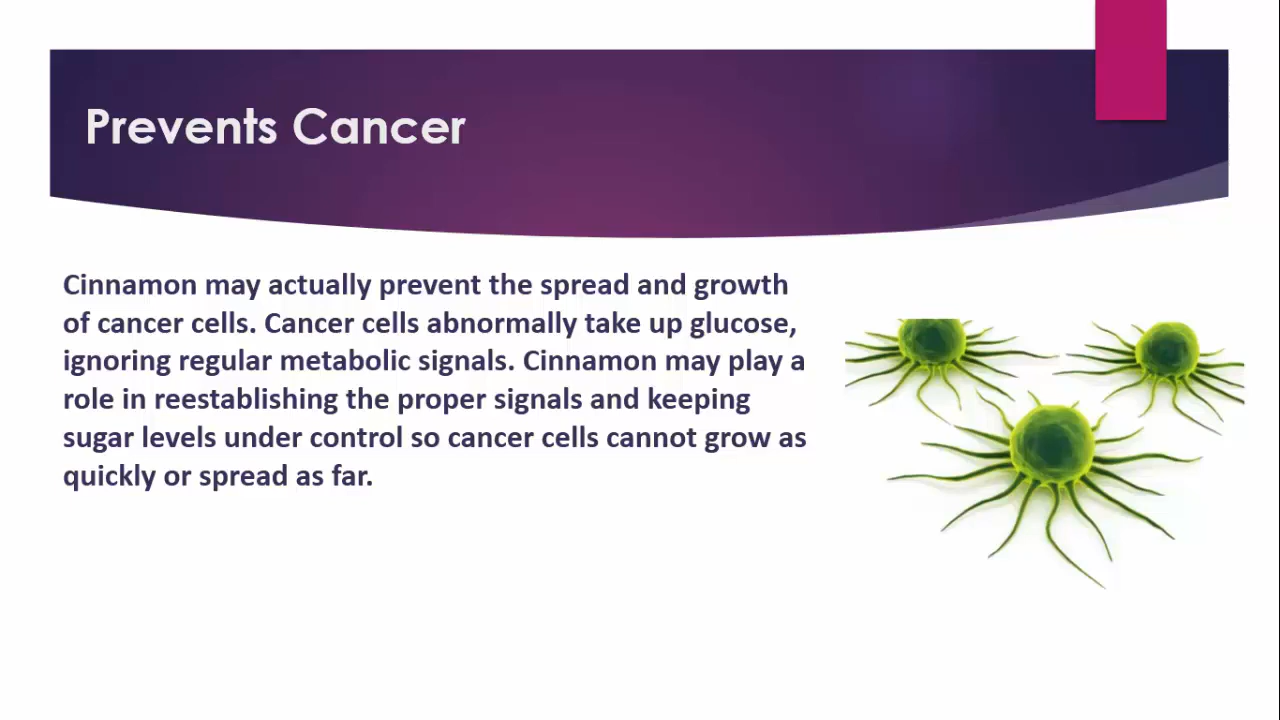 Prevents Cancer
Cinnamon may actually prevent the spread and growth
of cancer cells. Cancer cells abnormally take up glucose,
ignoring regular metabolic signals. Cinnamon may play a
role in reestablishing the proper signals and keeping
sugar levels under control so cancer cells cannot grow as
quickly or spread as far.